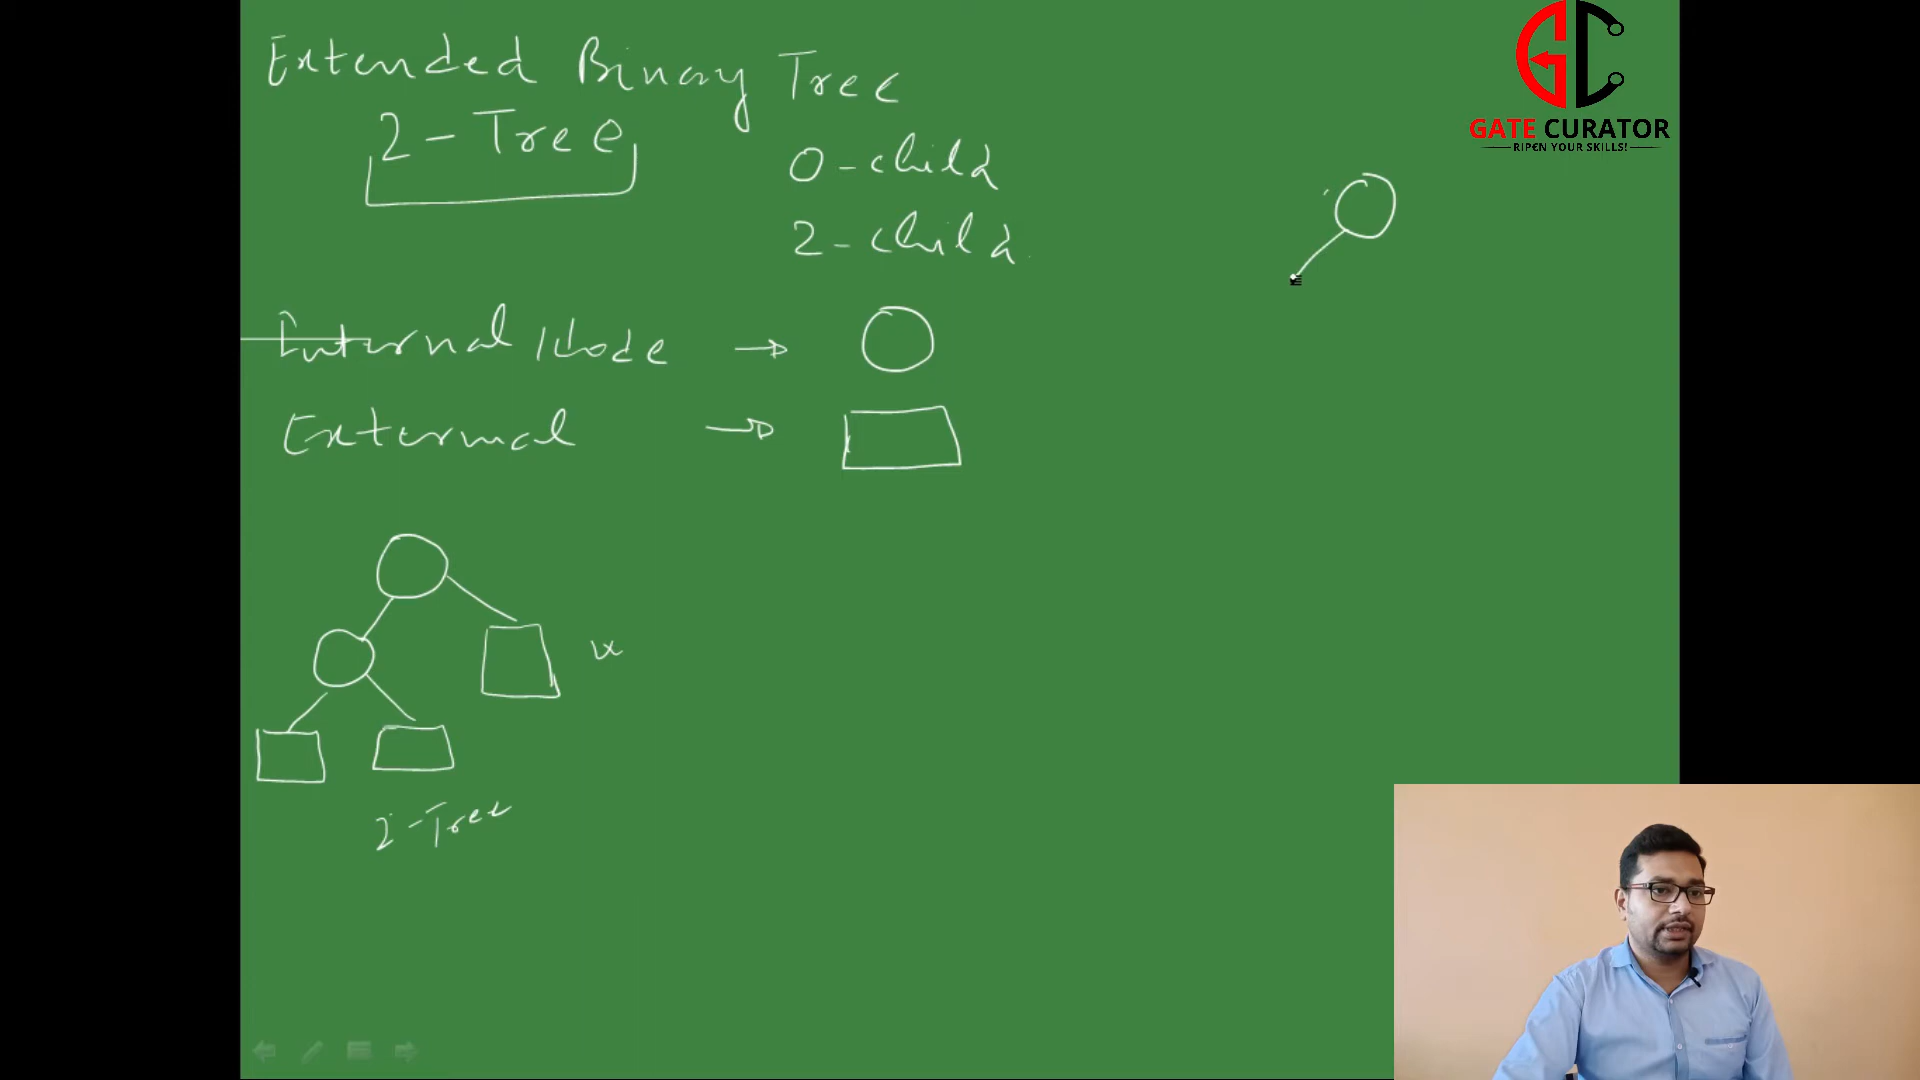 Extended Binary Tree
2-Tree
0-child
2-child
Internal Node →
External →
2-Tree
GATE CURATOR
RIPEN YOUR SKILLS!